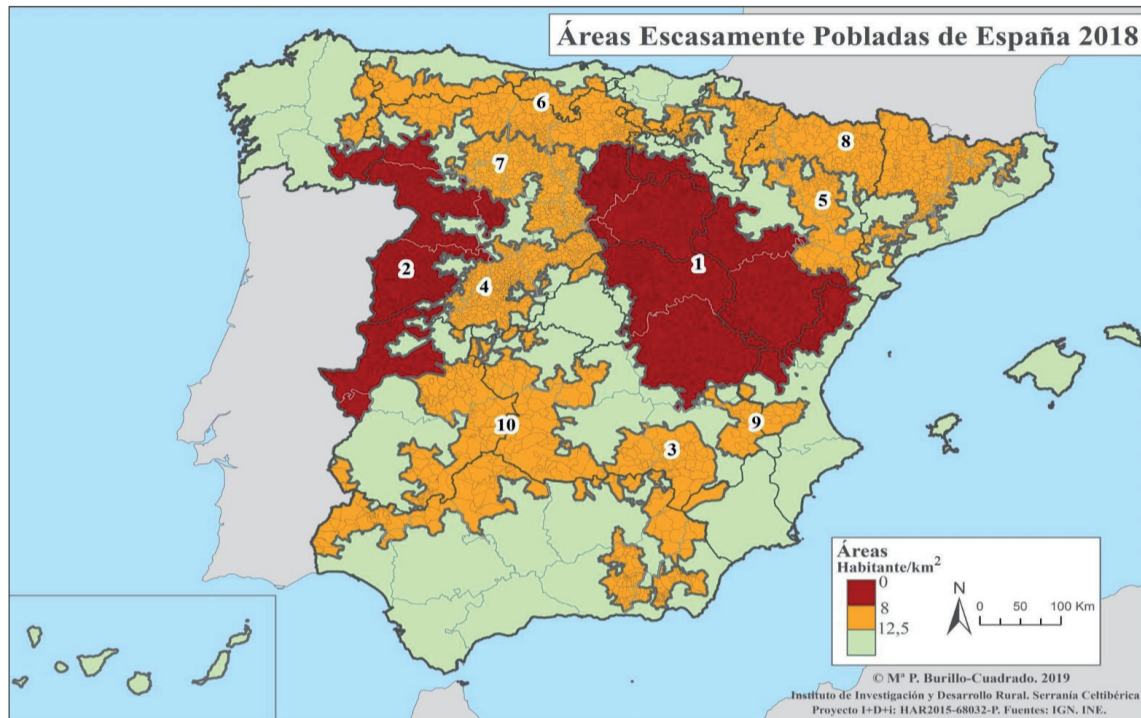 Áreas Escasamente Pobladas de España 2018
6
8
7
5
2
1
4
10
9
3
Áreas
Habitante/km²
0
8
12,5
N
0 50 100 Km
© Mª P. Burillo-Cuadrado. 2019
Instituto de Investigación y Desarrollo Rural. Serranía Celtibérica
Proyecto I+D+i: HAR2015-68032-P. Fuentes: IGN. INE.